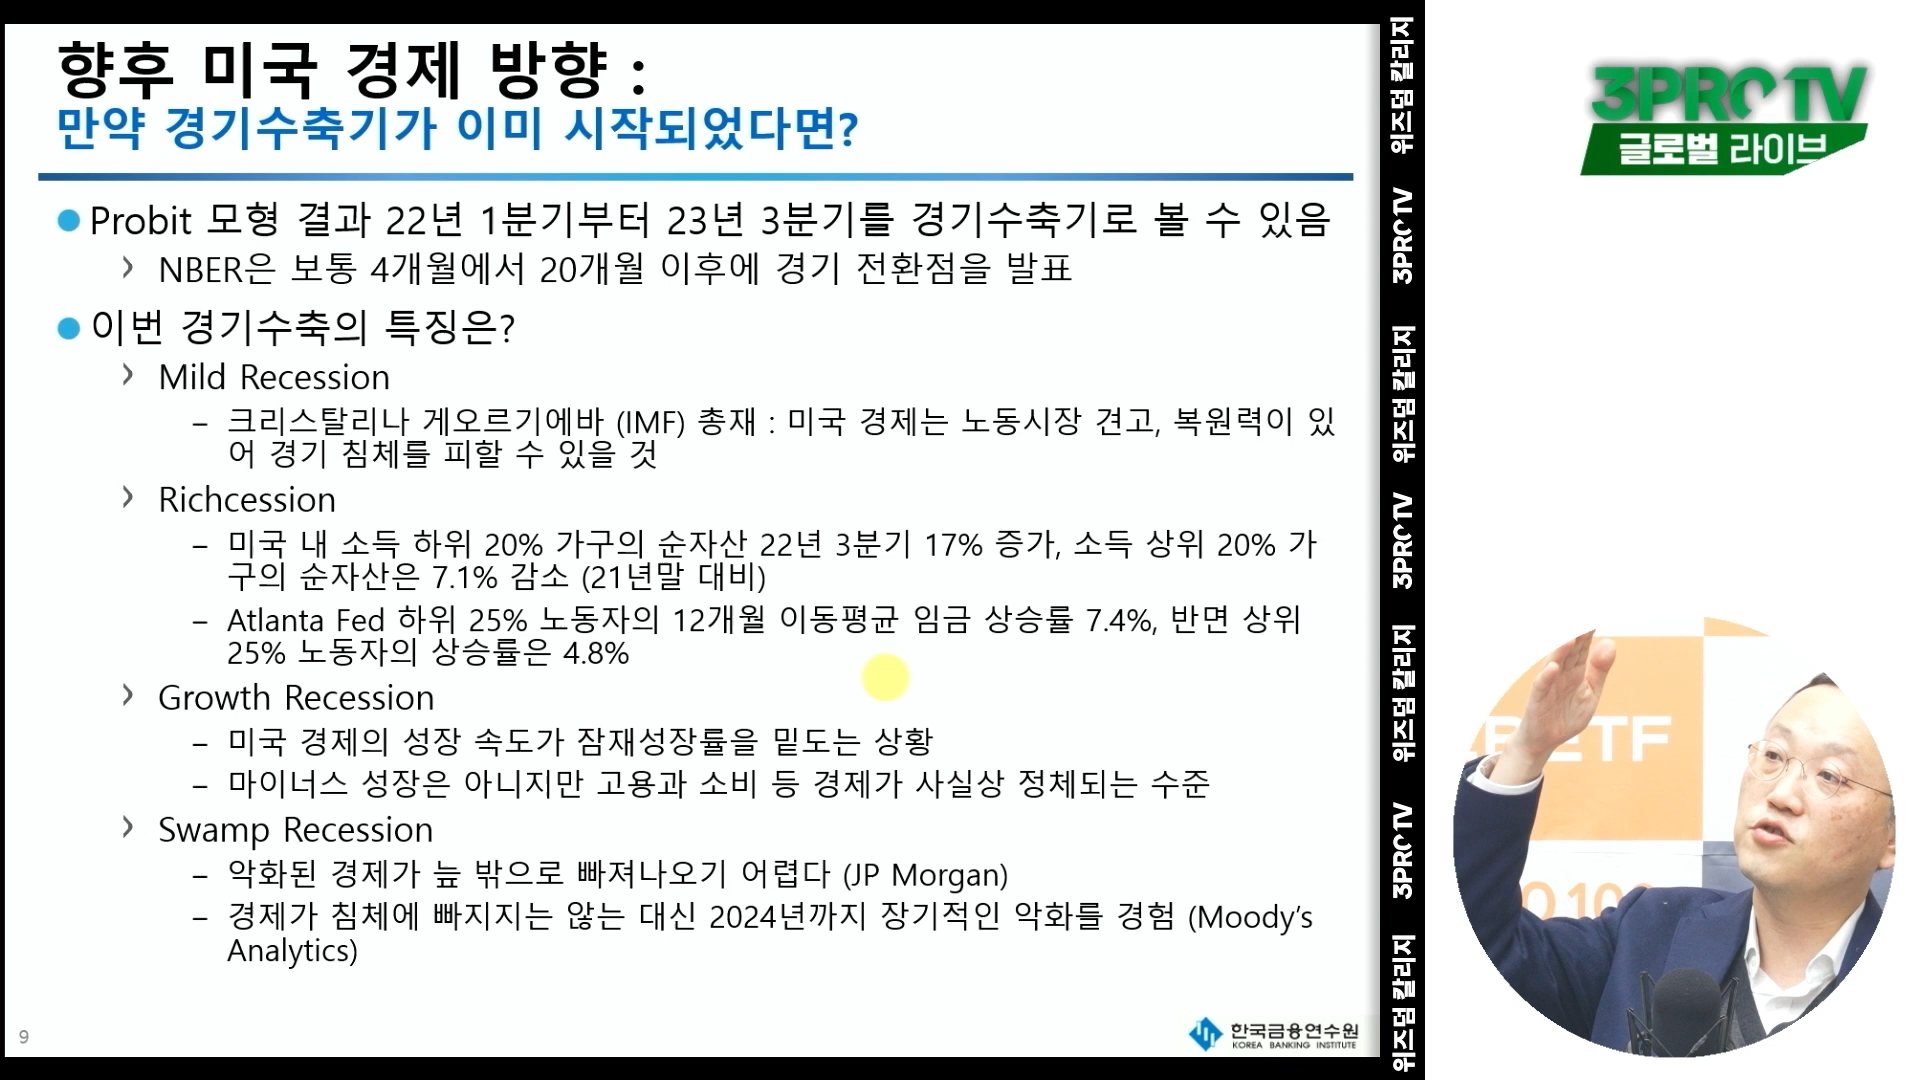 향후 미국 경제 방향 :
만약 경기수축기가 이미 시작되었다면?
Probit 모형 결과 22년 1분기부터 23년 3분기를 경기수축기로 볼 수 있음
NBER은 보통 4개월에서 20개월 이후에 경기 전환점을 발표
이번 경기수축의 특징은?
Mild Recession
– 크리스탈리나 게오르기에바 (IMF) 총재 : 미국 경제는 노동시장 견고, 복원력이 있
어 경기 침체를 피할 수 있을 것
Richcession
– 미국 내 소득 하위 20% 가구의 순자산 22년 3분기 17% 증가, 소득 상위 20% 가
구의 순자산은 7.1% 감소 (21년말 대비)
– Atlanta Fed 하위 25% 노동자의 12개월 이동평균 임금 상승률 7.4%, 반면 상위
25% 노동자의 상승률은 4.8%
Growth Recession
– 미국 경제의 성장 속도가 잠재성장률을 밑도는 상황
– 마이너스 성장은 아니지만 고용과 소비 등 경제가 사실상 정체되는 수준
Swamp Recession
– 악화된 경제가 늪 밖으로 빠져나오기 어렵다 (JP Morgan)
– 경제가 침체에 빠지지는 않는 대신 2024년까지 장기적인 악화를 경험 (Moody's
Analytics)
9
한국금융연수원
KOREA BANKING INSTITUTE
위즈덤 칼리지
3PROTV
위즈덤 칼리지
3PROTV
위즈덤 칼리지
3PROTV
위즈덤 칼리지
3PROTV
글로벌 라이브
ETF